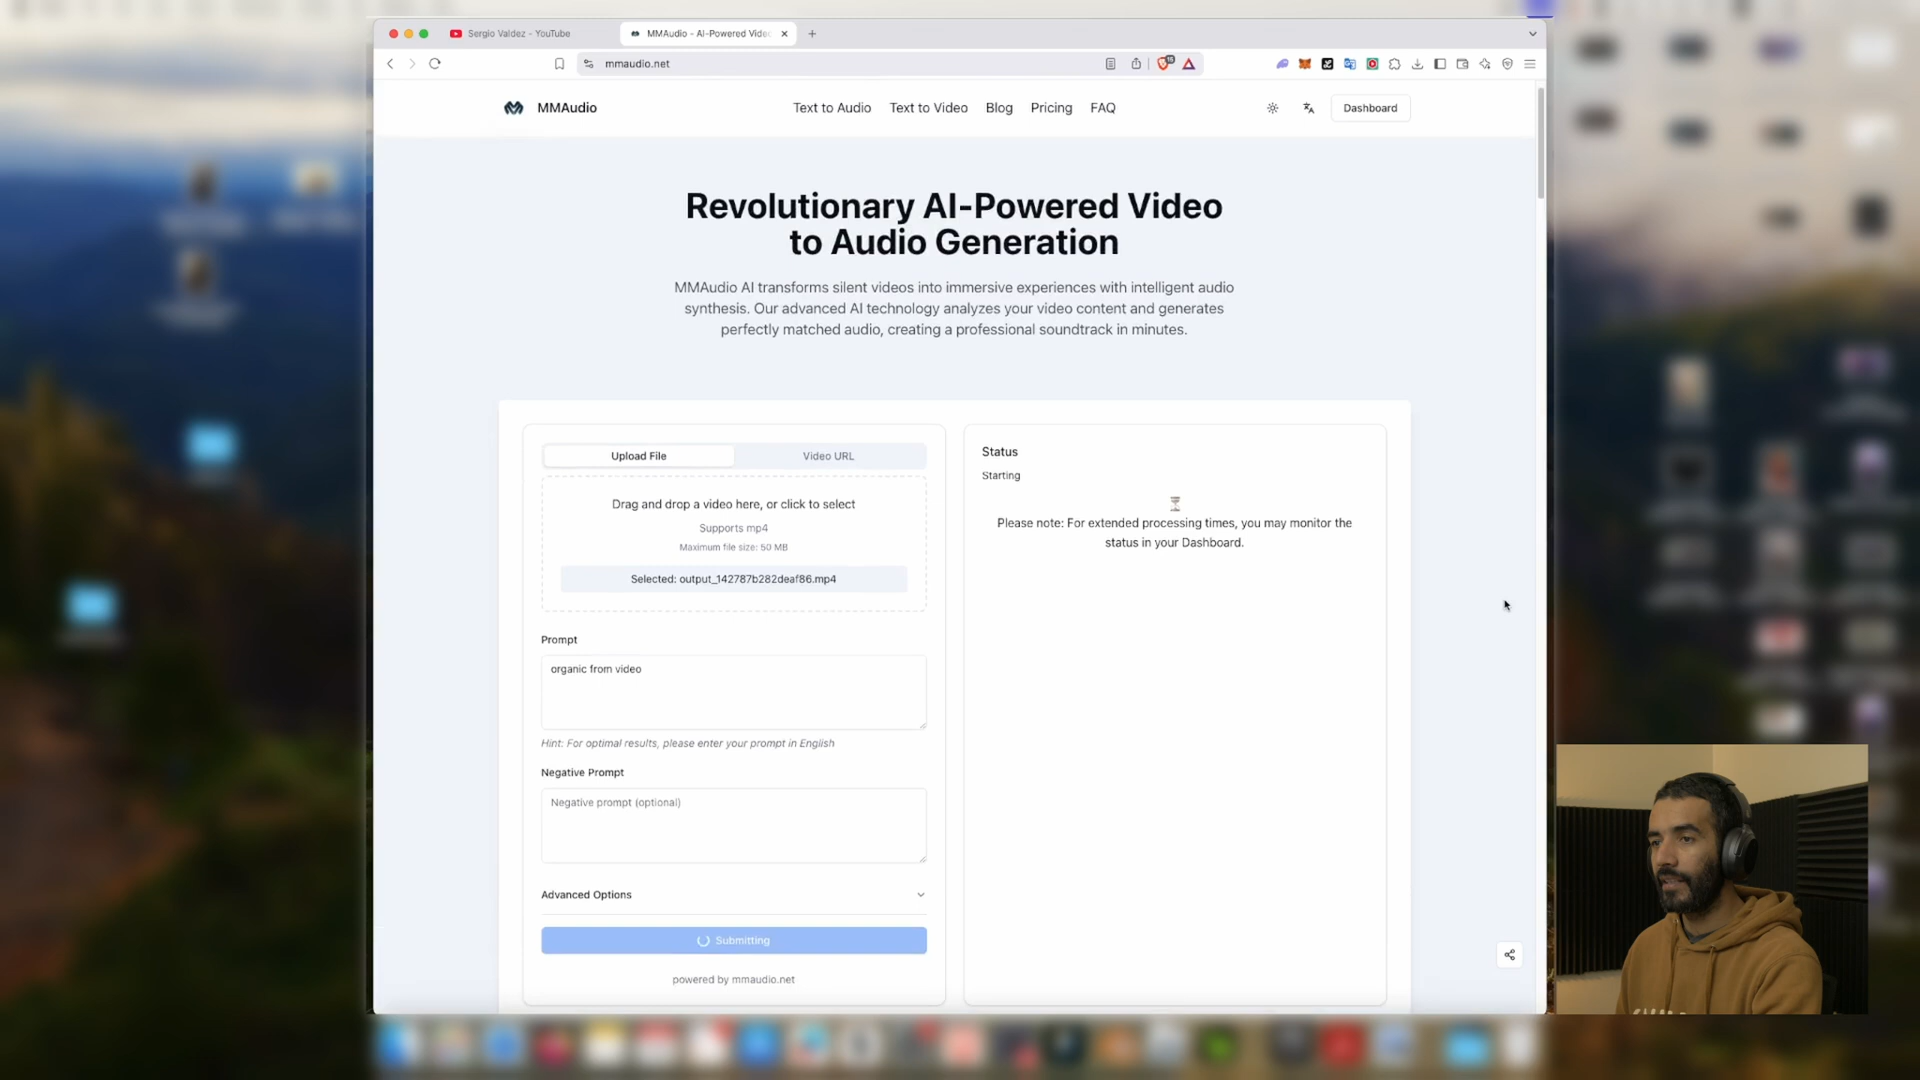 Sergio Valdez - YouTube
MMAudio - AI-Powered Video
mmaudio.net
MMAudio
Text to Audio
Text to Video
Blog
Pricing
FAQ
Dashboard
Revolutionary AI-Powered Video
to Audio Generation
MMAudio AI transforms silent videos into immersive experiences with intelligent audio
synthesis. Our advanced AI technology analyzes your video content and generates
perfectly matched audio, creating a professional soundtrack in minutes.
Upload File
Video URL
Drag and drop a video here, or click to select
Supports mp4
Maximum file size: 50 MB
Selected: output_142787b282deaf86.mp4
Prompt
organic from video
Hint: For optimal results, please enter your prompt in English
Negative Prompt
Negative prompt (optional)
Advanced Options
Submitting
powered by mmaudio.net
Status
Starting
Please note: For extended processing times, you may monitor the
status in your Dashboard.